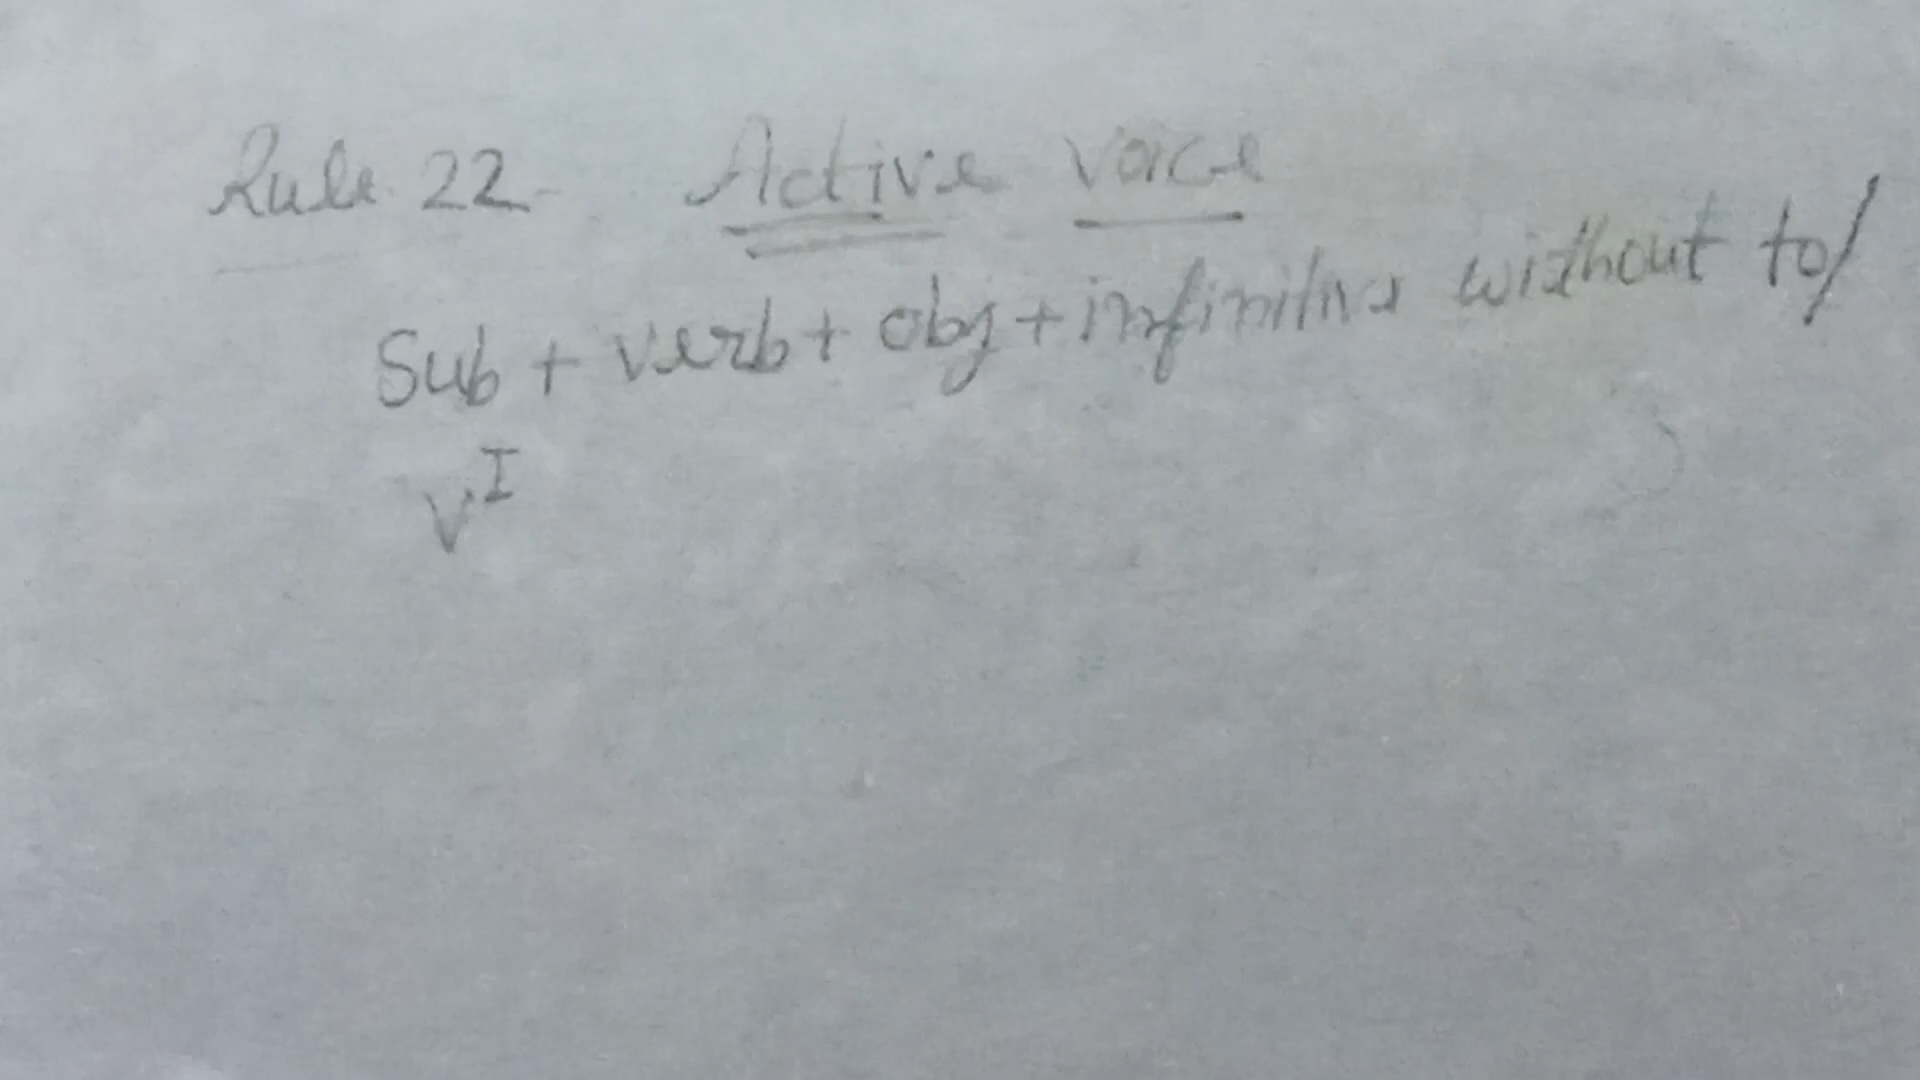 Rule 22- Active Voice
Sub + verb + obj + infinitive without to/
V^I